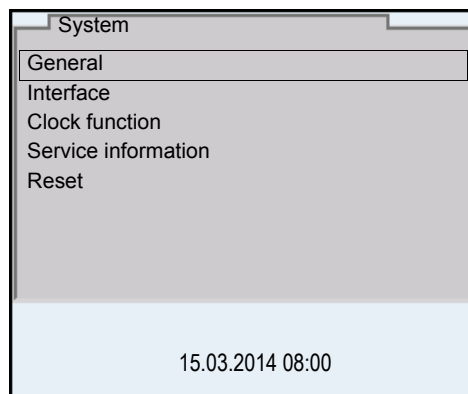 System
General
Interface
Clock function
Service information
Reset
15.03.2014 08:00